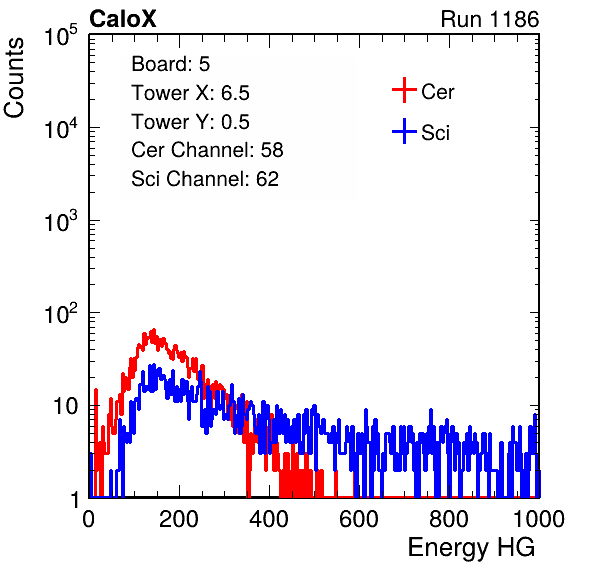 CaloX Run 1186
Counts
Board: 5
Tower X: 6.5
Tower Y: 0.5
Cer Channel: 58
Sci Channel: 62
Cer
Sci
10^5
10^4
10^3
10^2
10
1
0 200 400 600 800 1000
Energy HG